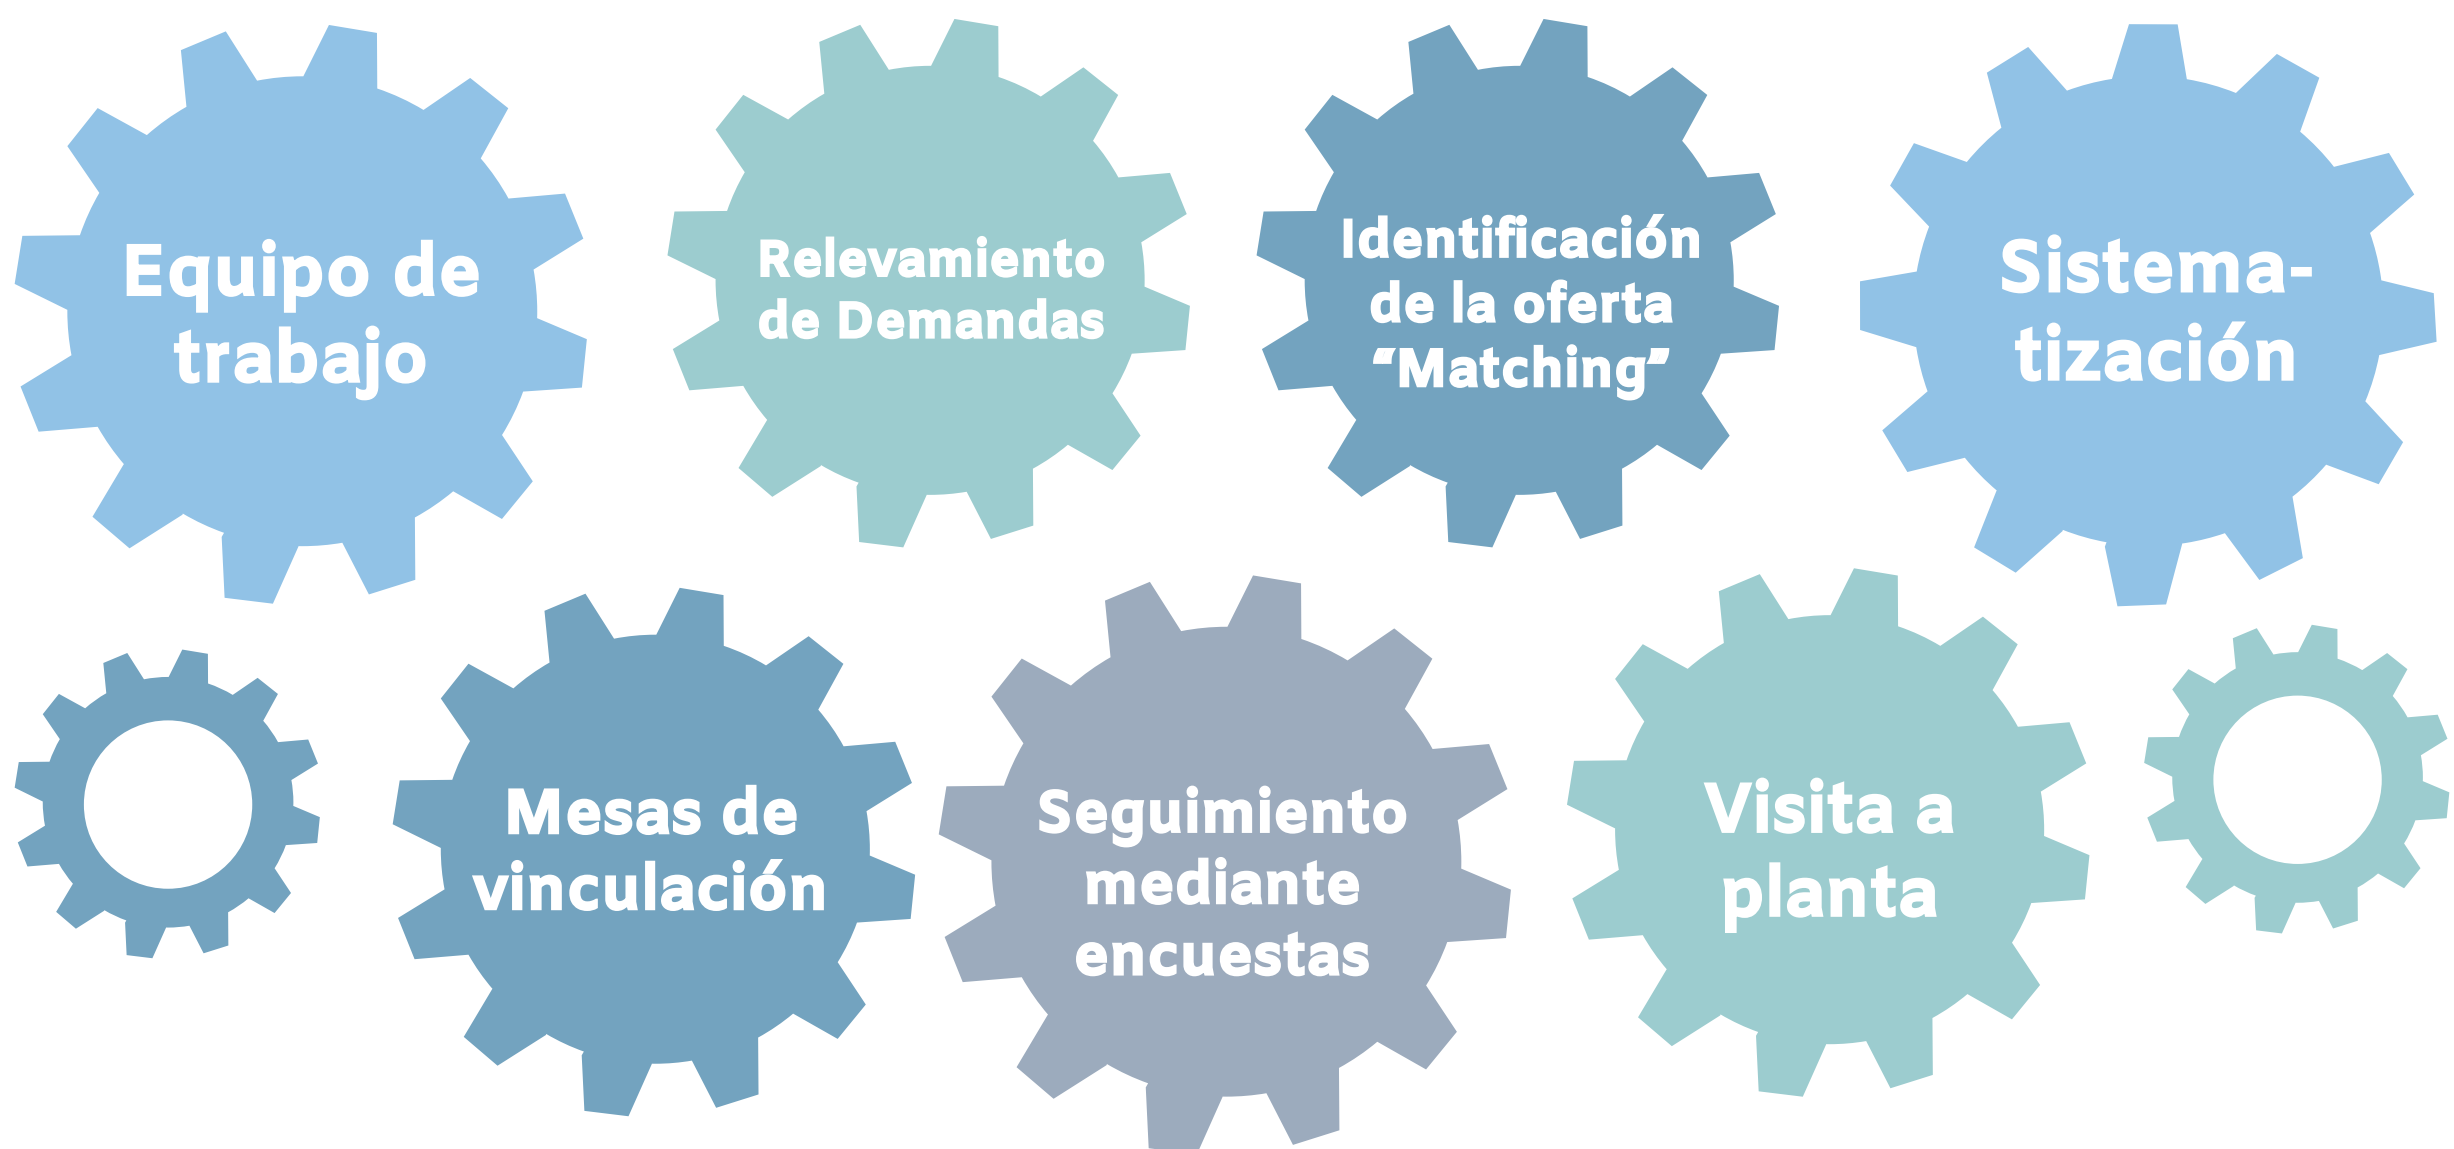 Equipo de
trabajo
Relevamiento
de Demandas
Identificación
de la oferta
“Matching”
Sistema-
tización
Mesas de
vinculación
Seguimiento
mediante
encuestas
Visita a
planta